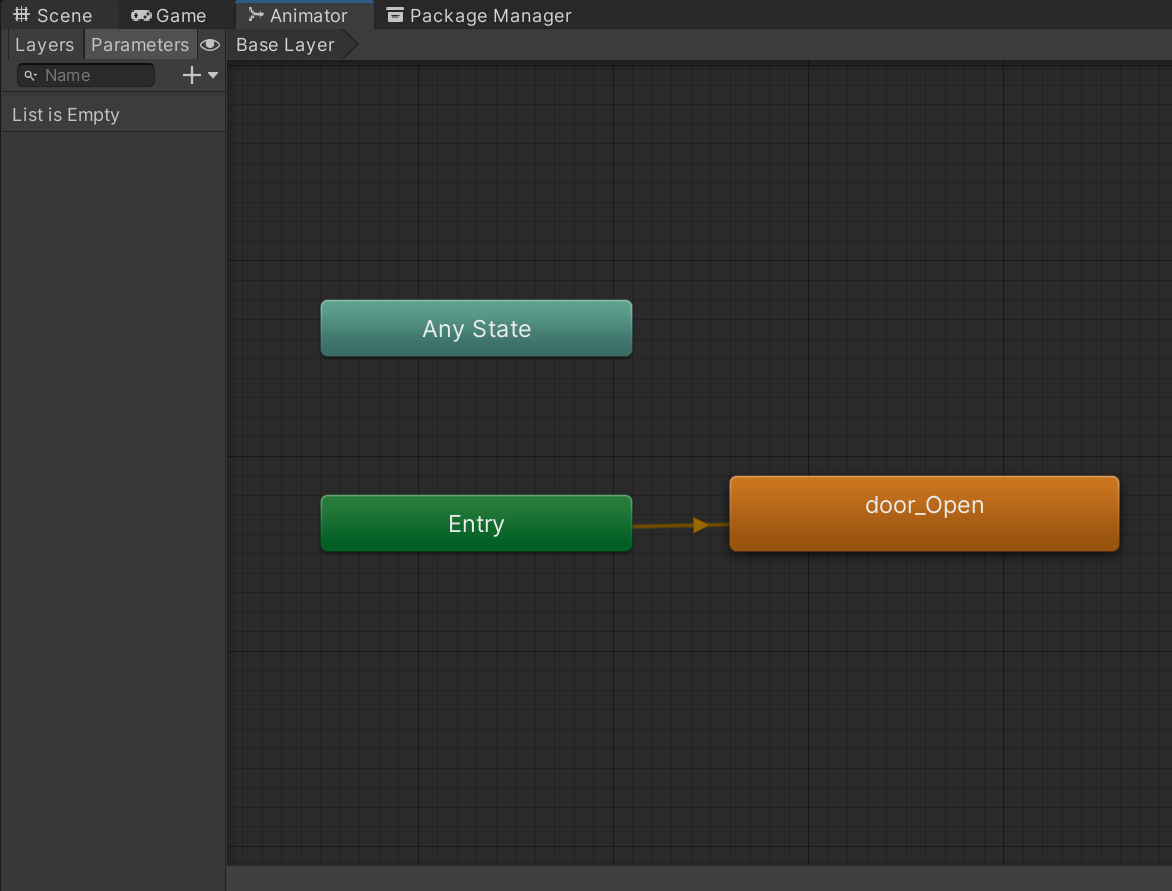 Scene Game Animator Package Manager
Layers Parameters Base Layer
Name
List is Empty
Any State
door_Open
Entry